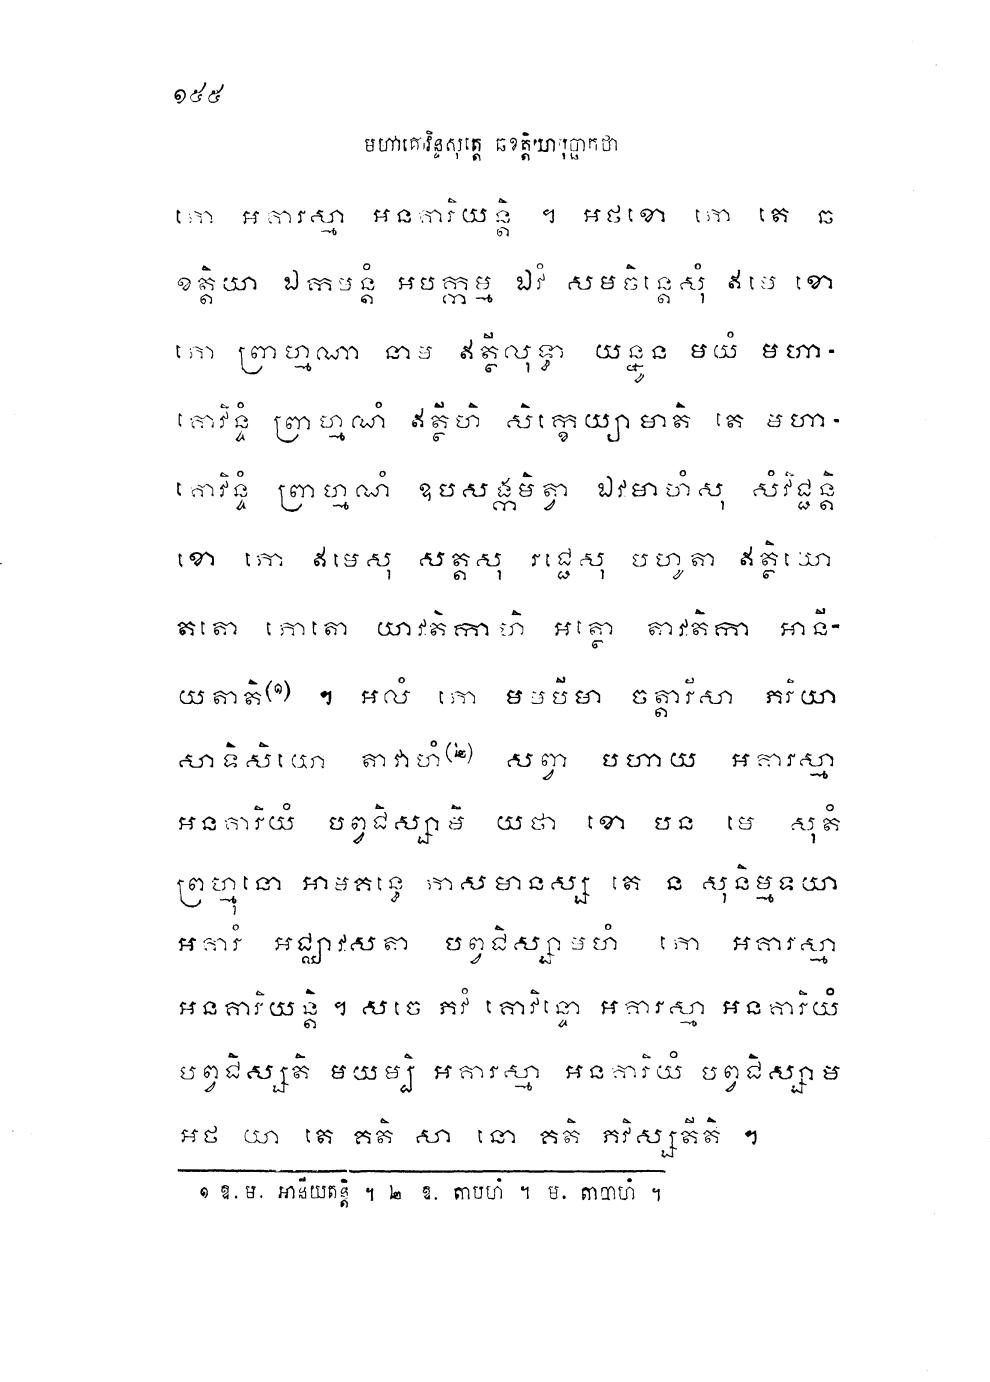 ១៥៥
មហាគោវិន្ទសុត្តេ ឆខត្តិយារុប្បាកថា
ភោ អគារស្មា អនគារិយន្តិ ។ អថខោ ភោ តេ ឆ
ខត្តិយា ឯកមន្តំ អបក្កម្ម ឯវំ សមចិន្តេសុំ ឥមេ ខោ
ភោ ព្រាហ្មណា នាម ឥត្ថីលុទ្ធា យន្នូន មយំ មហា-
គោវិន្ទំ ព្រាហ្មណំ ឥត្ថីហិ សិក្ខេយ្យាមាតិ តេ មហា-
គោវិន្ទំ ព្រាហ្មណំ ឧបសង្កមិត្វា ឯវមាហំសុ សំវិជ្ជន្តិ
ខោ ភោ ឥមេសុ សត្តសុ រជ្ជេសុ បហូតា ឥត្ថិយោ
តតោ ភោតោ យាវតិកាហិ អត្ថោ តាវតិកា អានី-
យតាតិ(១) ។ អលំ ភោ មមបីមា ចត្តារីសា ភរិយា
សាទិសិយោ តាវាហំ(២) សព្វា បហាយ អគារស្មា
អនគារិយំ បព្វជិស្សាមិ យថា ខោ បន មេ សុតំ
ព្រហ្មុនោ អាមគន្ធេ ភាសមានស្ស តេ ន សុនិម្មទយា
អគារំ អជ្ឈាវសតា បព្វជិស្សាមហំ ភោ អគារស្មា
អនគារិយន្តិ ។ សចេ ភវំ គោវិន្ទោ អគារស្មា អនគារិយំ
បព្វជិស្សតិ មយម្បិ អគារស្មា អនគារិយំ បព្វជិស្សាម
អថ យា តេ គតិ សា នោ គតិ ភវិស្សតីតិ ។
១ ឱ. ម. អានីយតន្តិ ។ ២ ឱ. តាបហំ ។ ម. តាបាហំ ។